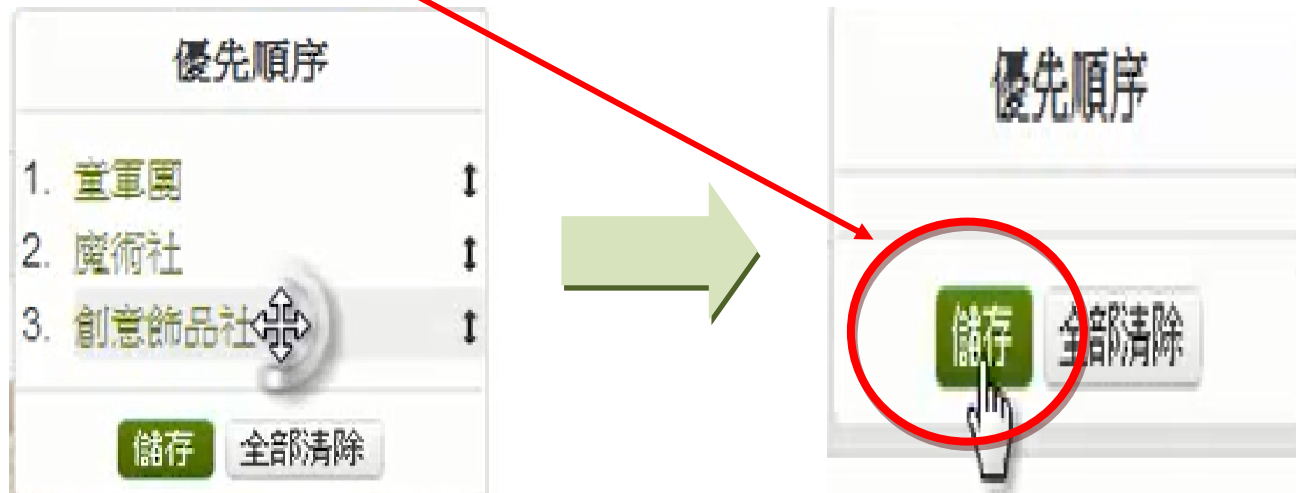 優先順序
1. 童軍團
2. 魔術社
3. 創意飾品社
儲存 全部清除
優先順序
儲存 全部清除